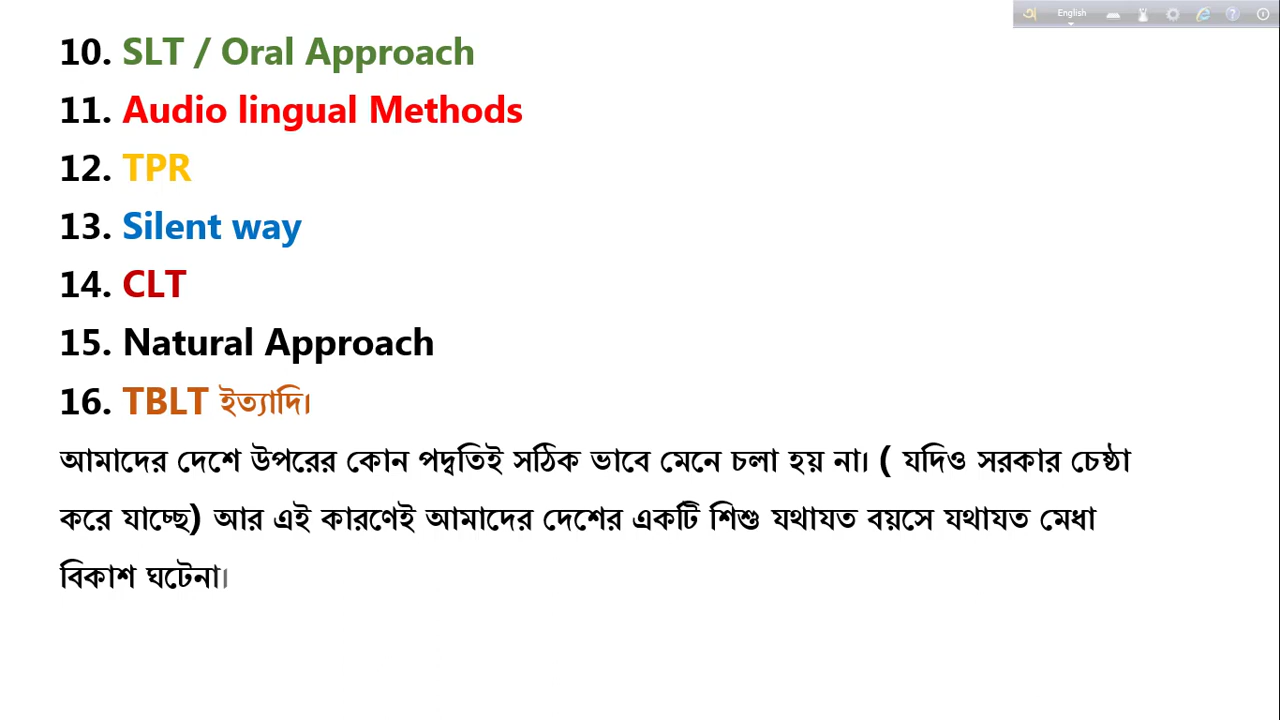 English
10. SLT / Oral Approach
11. Audio lingual Methods
12. TPR
13. Silent way
14. CLT
15. Natural Approach
16. TBLT ইত্যাদি।
আমাদের দেশে উপরের কোন পদ্বতিই সঠিক ভাবে মেনে চলা হয় না। ( যদিও সরকার চেষ্ঠা
করে যাচ্ছে) আর এই কারণেই আমাদের দেশের একটি শিশু যথাযত বয়সে যথাযত মেধা
বিকাশ ঘটেনা।